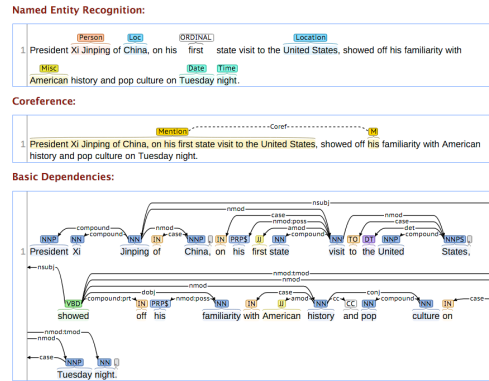 Named Entity Recognition:
Person Loc ORDINAL Location
1 President Xi Jinping of China, on his first state visit to the United States, showed off his familiarity with
Misc Date Time
American history and pop culture on Tuesday night.
Coreference:
Mention Coref M
1 President Xi Jinping of China, on his first state visit to the United States, showed off his familiarity with American
history and pop culture on Tuesday night.
Basic Dependencies:
nsubj
nmod case nmod
nmod:poss case
compound nmod amod det
compound case compound compound
NNP NN NN IN NNP , IN PRP$ JJ NN NN TO DT NNP NNPS ,
1 President Xi Jinping of China, on his first state visit to the United States,
nsubj
nmod:tmod
nmod
dobj nmod
compound:prt nmod:poss case amod cc conj compound case
VBD IN PRP$ NN IN JJ NN CC NN NN IN
showed off his familiarity with American history and pop culture on
nmod:tmod
nmod
case
NNP NN .
Tuesday night.